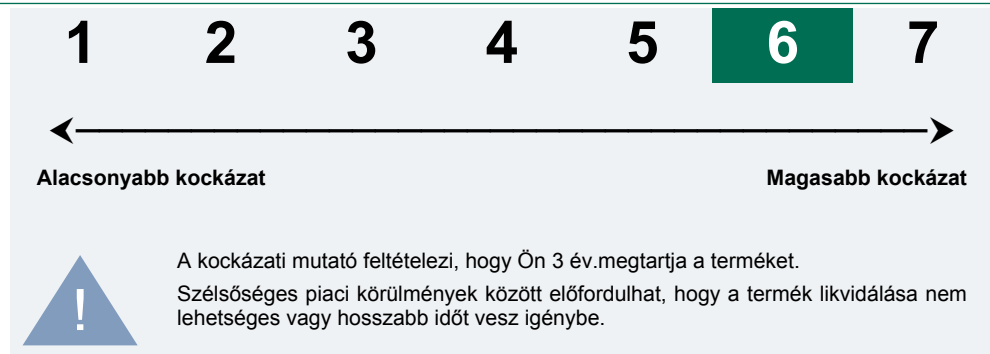 1 2 3 4 5 6 7
Alacsonyabb kockázat Magasabb kockázat
A kockázati mutató feltételezi, hogy Ön 3 év.megtartja a terméket.
Szélsőséges piaci körülmények között előfordulhat, hogy a termék likvidálása nem
lehetséges vagy hosszabb időt vesz igénybe.
!